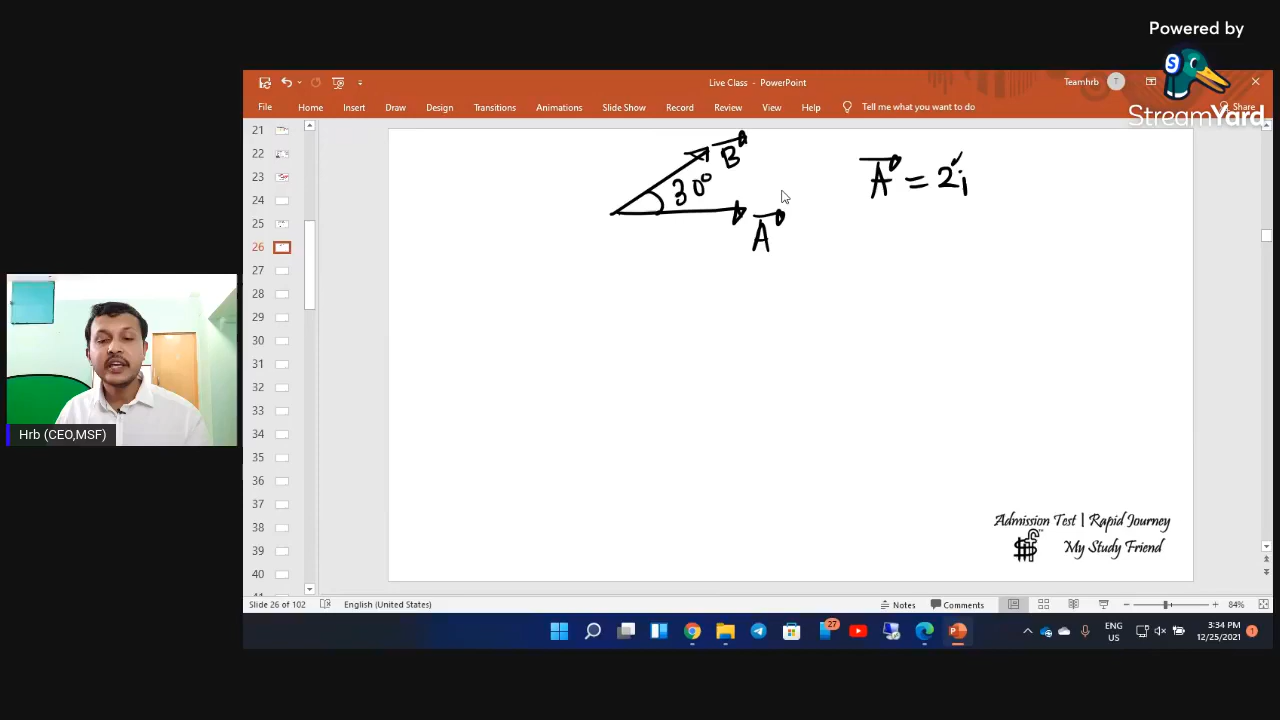 Powered by
S
StreamYard
Live Class - PowerPoint
Teamhrb
T
File
Home
Insert
Draw
Design
Transitions
Animations
Slide Show
Record
Review
View
Help
Tell me what you want to do
Share
21
22
23
24
25
26
27
28
29
30
31
32
33
34
35
36
37
38
39
40
B
30°
A
A = 2i
Hrb (CEO,MSF)
Admission Test | Rapid Journey
My Study Friend
Slide 26 of 102
English (United States)
Notes
Comments
84%
27
ENG
US
3:34 PM
12/25/2021
1